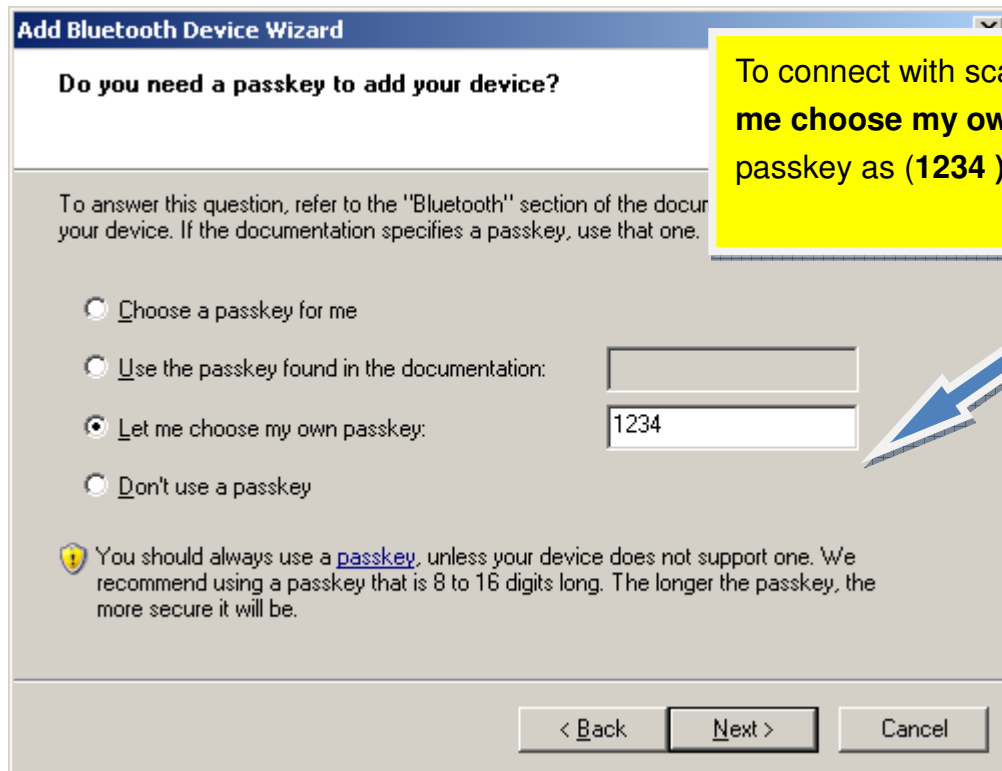 Add Bluetooth Device Wizard
Do you need a passkey to add your device?
To connect with
me choose my
passkey as (1234 )
To answer this question, refer to the "Bluetooth" section of the
your device. If the documentation specifies a passkey, use that one.
Choose a passkey for me
Use the passkey found in the documentation:
Let me choose my own passkey:
1234
Don't use a passkey
You should always use a passkey, unless your device does not support one. We
recommend using a passkey that is 8 to 16 digits long. The longer the passkey, the
more secure it will be.
< Back
Next >
Cancel